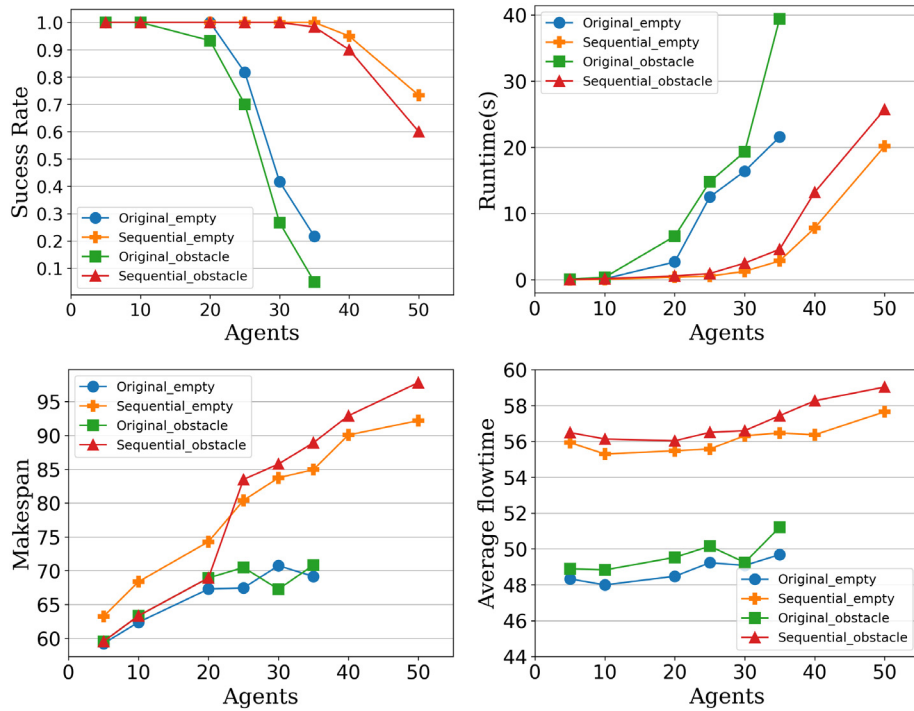 Sucess Rate
1.0
0.9
0.8
0.7
0.6
0.5
0.4
0.3
0.2
0.1
Original_empty
Sequential_empty
Original_obstacle
Sequential_obstacle
0 10 20 30 40 50
Agents
Runtime(s)
40
30
20
10
0
Original_empty
Sequential_empty
Original_obstacle
Sequential_obstacle
0 10 20 30 40 50
Agents
Makespan
95
90
85
80
75
70
65
60
Original_empty
Sequential_empty
Original_obstacle
Sequential_obstacle
0 10 20 30 40 50
Agents
Average flowtime
60
58
56
54
52
50
48
46
44
Original_empty
Sequential_empty
Original_obstacle
Sequential_obstacle
0 10 20 30 40 50
Agents